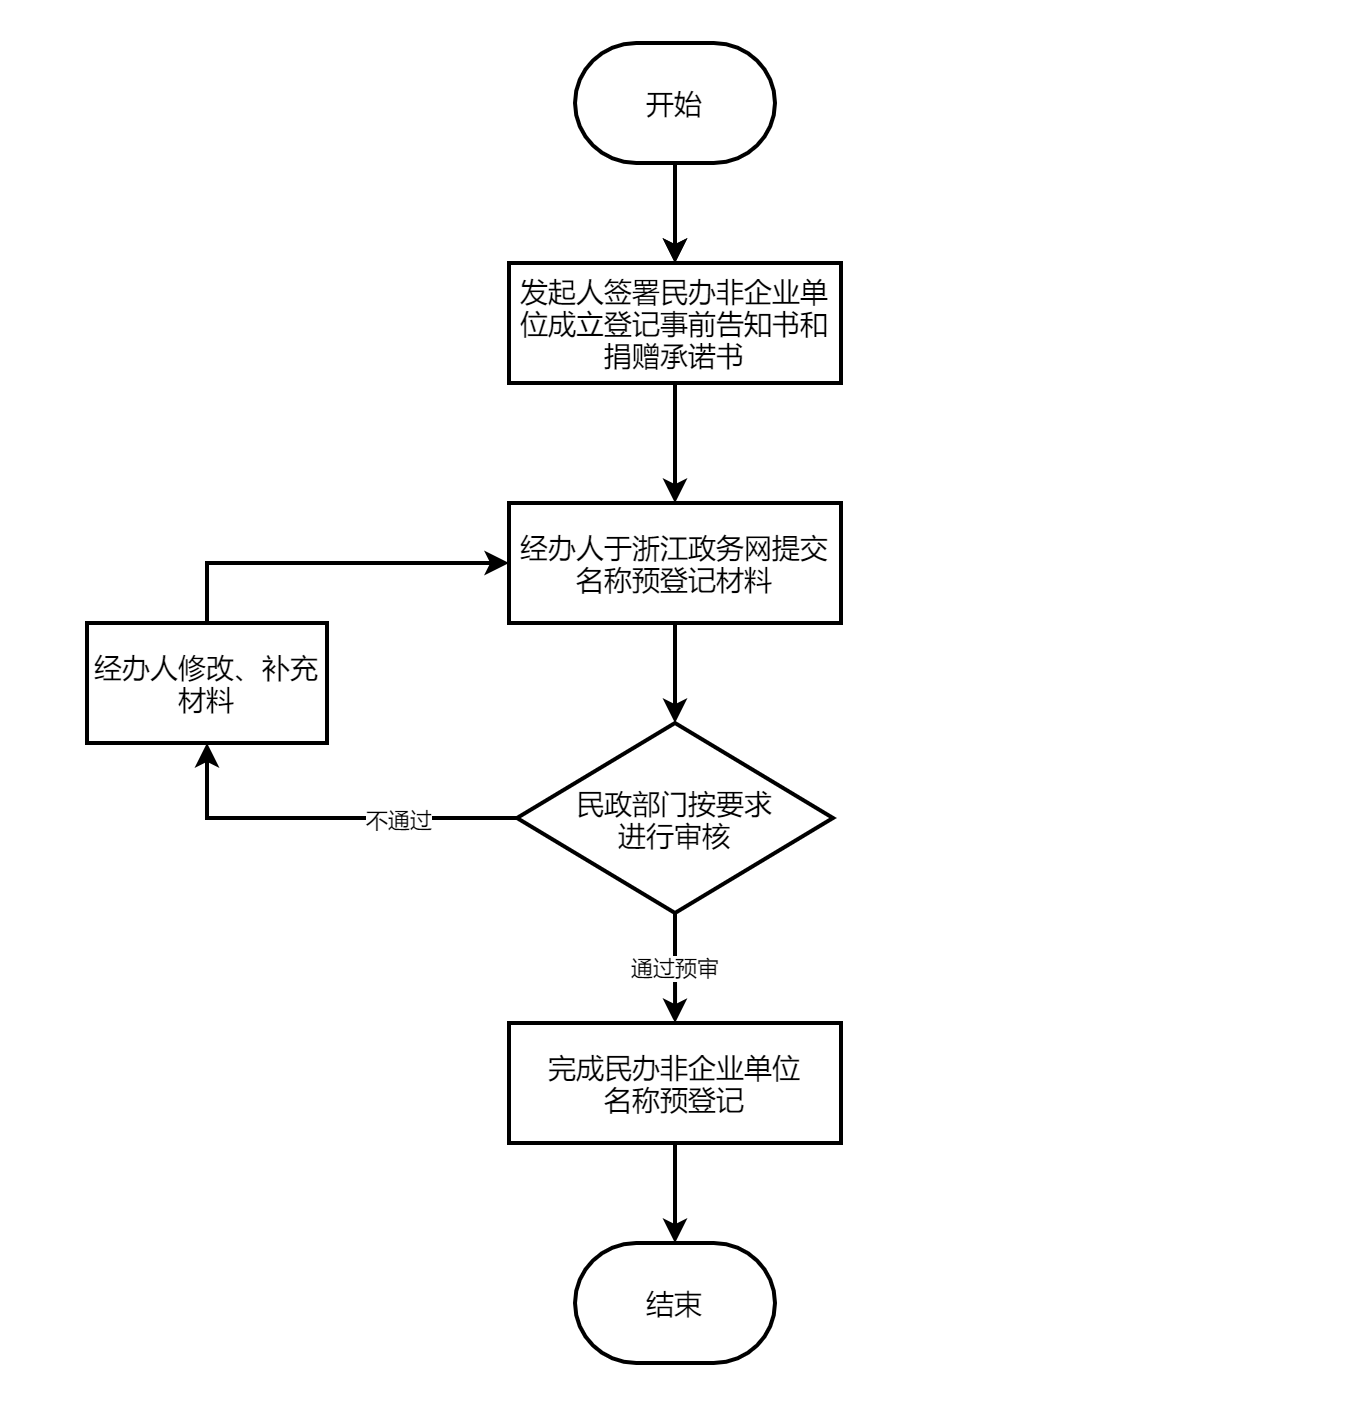 开始
发起人签署民办非企业单
位成立登记事前告知书和
捐赠承诺书
经办人于浙江政务网提交
名称预登记材料
经办人修改、补充
材料
民政部门按要求
进行审核
不通过
通过预审
完成民办非企业单位
名称预登记
结束